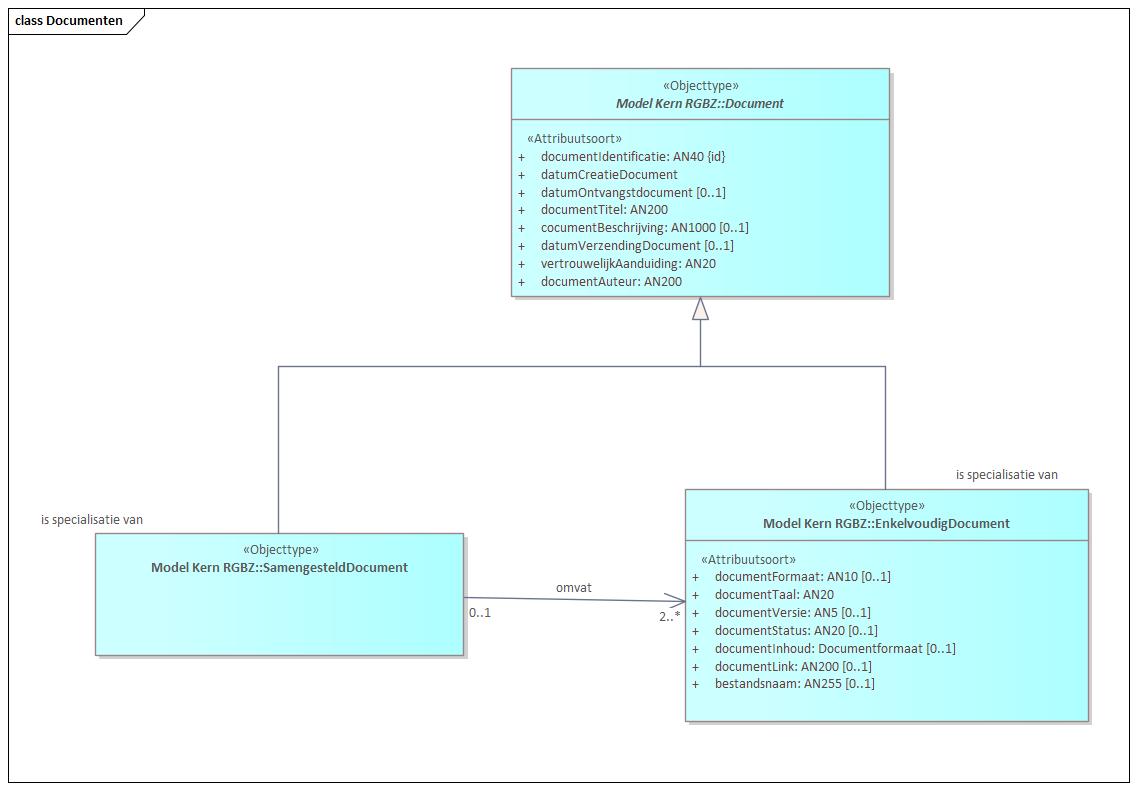 class Documenten
«Objecttype»
Model Kern RGBZ::Document
«Attribuutsoort»
+ documentIdentificatie: AN40 {id}
+ datumCreatieDocument
+ datumOntvangstdocument [0..1]
+ documentTitel: AN200
+ cocumentBeschrijving: AN1000 [0..1]
+ datumVerzendingDocument [0..1]
+ vertrouwelijkAanduiding: AN20
+ documentAuteur: AN200
is specialisatie van
«Objecttype»
Model Kern RGBZ::SamengesteldDocument
omvat
0..1
2..*
is specialisatie van
«Objecttype»
Model Kern RGBZ::EnkelvoudigDocument
«Attribuutsoort»
+ documentFormaat: AN10 [0..1]
+ documentTaal: AN20
+ documentVersie: AN5 [0..1]
+ documentStatus: AN20 [0..1]
+ documentInhoud: Documentformaat [0..1]
+ documentLink: AN200 [0..1]
+ bestandsnaam: AN255 [0..1]